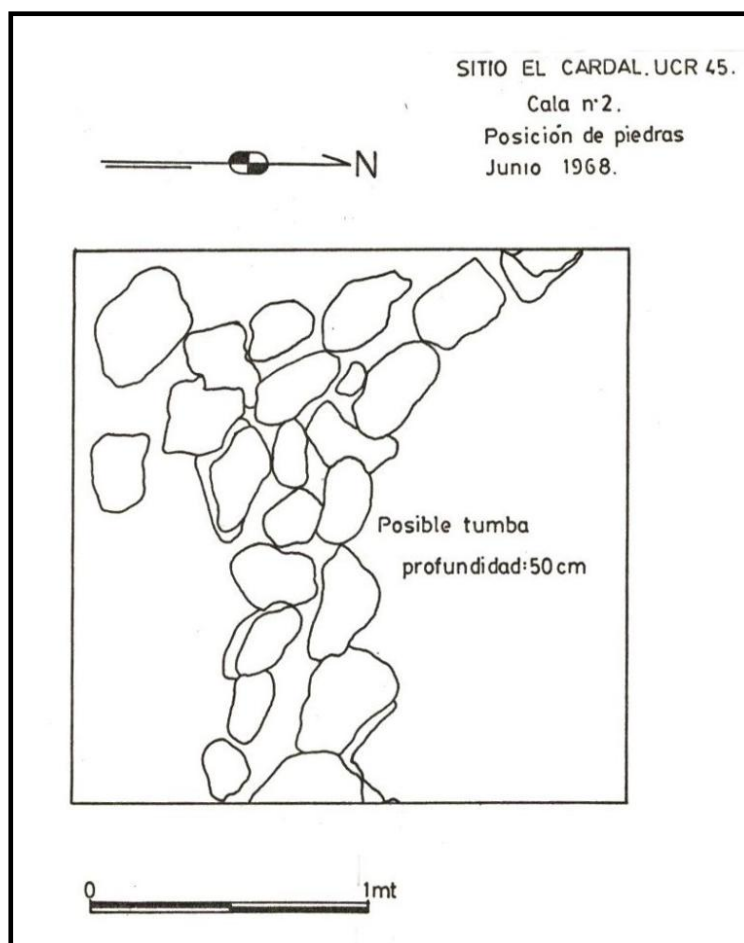 SITIO EL CARDAL. UCR 45.
Cala n°2.
Posición de piedras
Junio 1968.
N
Posible tumba
profundidad: 50 cm
0 1mt